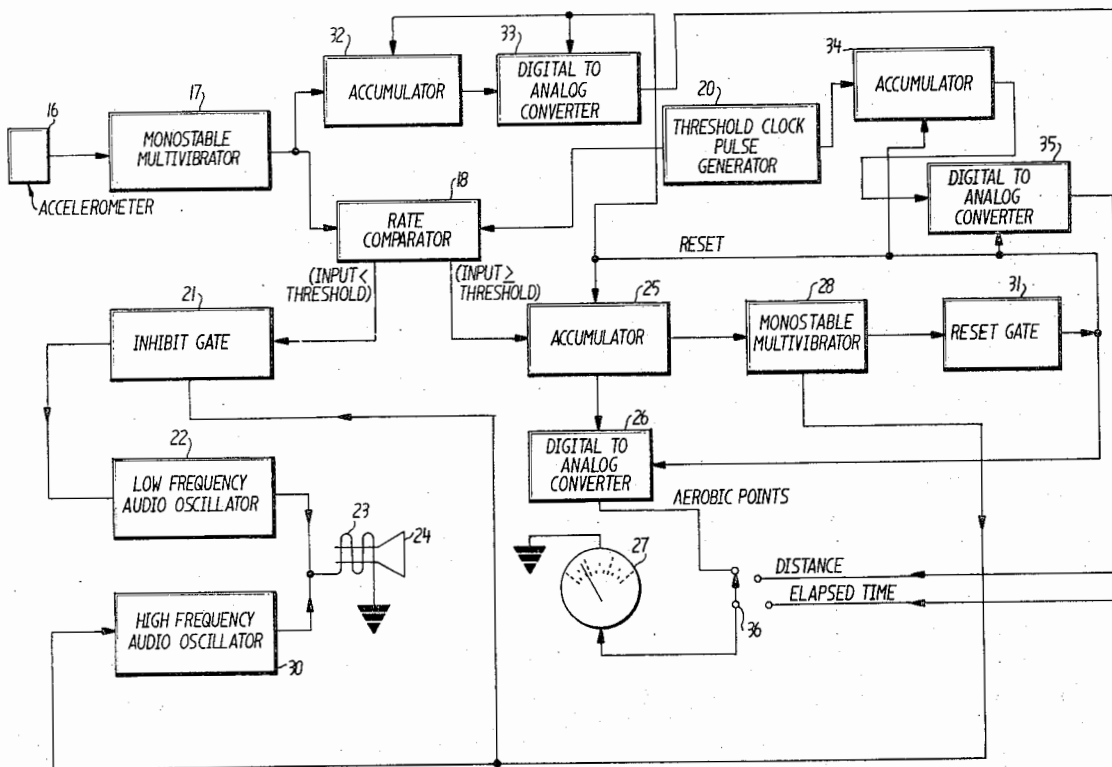 32
ACCUMULATOR
33
DIGITAL TO
ANALOG
CONVERTER
34
ACCUMULATOR
16
ACCELEROMETER
17
MONOSTABLE
MULTIVIBRATOR
20
THRESHOLD CLOCK
PULSE
GENERATOR
35
DIGITAL TO
ANALOG
CONVERTER
18
RATE
COMPARATOR
RESET
(INPUT <
THRESHOLD)
(INPUT ≥
THRESHOLD)
21
INHIBIT GATE
25
ACCUMULATOR
28
MONOSTABLE
MULTIVIBRATOR
31
RESET GATE
26
DIGITAL TO
ANALOG
CONVERTER
AEROBIC POINTS
22
LOW FREQUENCY
AUDIO OSCILLATOR
23
24
27
DISTANCE
ELAPSED TIME
36
HIGH FREQUENCY
AUDIO OSCILLATOR
30